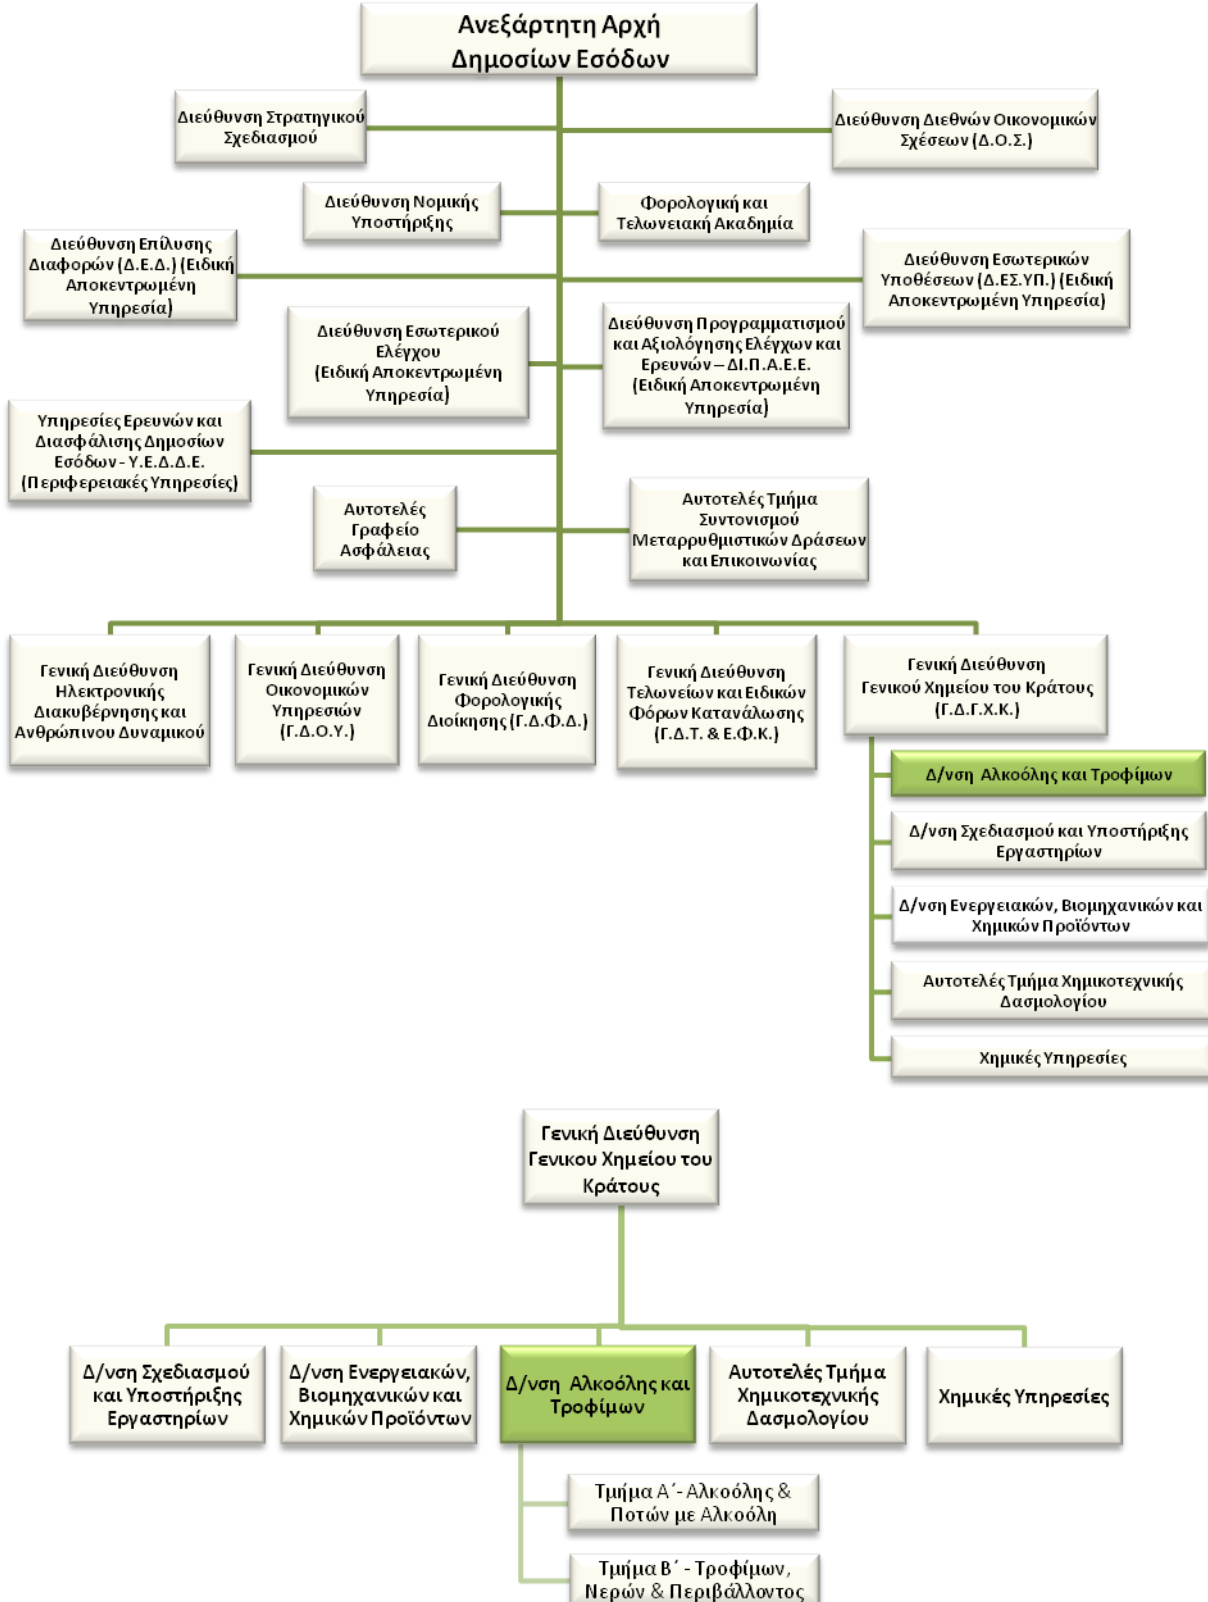 Ανεξάρτητη Αρχή
Δημοσίων Εσόδων
Διεύθυνση Στρατηγικού
Σχεδιασμού
Διεύθυνση Διεθνών Οικονομικών
Σχέσεων (Δ.Ο.Σ.)
Διεύθυνση Νομικής
Υποστήριξης
Φορολογική και
Τελωνειακή Ακαδημία
Διεύθυνση Επίλυσης
Διαφορών (Δ.Ε.Δ.) (Ειδική
Αποκεντρωμένη
Υπηρεσία)
Διεύθυνση Εσωτερικών
Υποθέσεων (Δ.ΕΣ.ΥΠ.) (Ειδική
Αποκεντρωμένη Υπηρεσία)
Διεύθυνση Εσωτερικού
Ελέγχου
(Ειδική Αποκεντρωμένη
Υπηρεσία)
Διεύθυνση Προγραμματισμού
και Αξιολόγησης Ελέγχων και
Ερευνών – ΔΙ.Π.Α.Ε.Ε.
(Ειδική Αποκεντρωμένη
Υπηρεσία)
Υπηρεσίες Ερευνών και
Διασφάλισης Δημοσίων
Εσόδων - Υ.Ε.Δ.Δ.Ε.
(Περιφερειακές Υπηρεσίες)
Αυτοτελές
Γραφείο
Ασφάλειας
Αυτοτελές Τμήμα
Συντονισμού
Μεταρρυθμιστικών Δράσεων
και Επικοινωνίας
Γενική Διεύθυνση
Ηλεκτρονικής
Διακυβέρνησης και
Ανθρώπινου Δυναμικού
Γενική Διεύθυνση
Οικονομικών
Υπηρεσιών
(Γ.Δ.Ο.Υ.)
Γενική Διεύθυνση
Φορολογικής
Διοίκησης (Γ.Δ.Φ.Δ.)
Γενική Διεύθυνση
Τελωνείων και Ειδικών
Φόρων Κατανάλωσης
(Γ.Δ.Τ. & Ε.Φ.Κ.)
Γενική Διεύθυνση
Γενικού Χημείου του Κράτους
(Γ.Δ.Γ.Χ.Κ.)
Δ/νση Αλκοόλης και Τροφίμων
Δ/νση Σχεδιασμού και Υποστήριξης
Εργαστηρίων
Δ/νση Ενεργειακών, Βιομηχανικών και
Χημικών Προϊόντων
Αυτοτελές Τμήμα Χημικοτεχνικής
Δασμολογίου
Χημικές Υπηρεσίες
Γενική Διεύθυνση
Γενικου Χημείου του
Κράτους
Δ/νση Σχεδιασμού
και Υποστήριξης
Εργαστηρίων
Δ/νση Ενεργειακών,
Βιομηχανικών και
Χημικών Προϊόντων
Δ/νση Αλκοόλης και
Τροφίμων
Αυτοτελές Τμήμα
Χημικοτεχνικής
Δασμολογίου
Χημικές Υπηρεσίες
Τμήμα Α΄- Αλκοόλης &
Ποτών με Αλκοόλη
Τμήμα Β΄ - Τροφίμων,
Νερών & Περιβάλλοντος